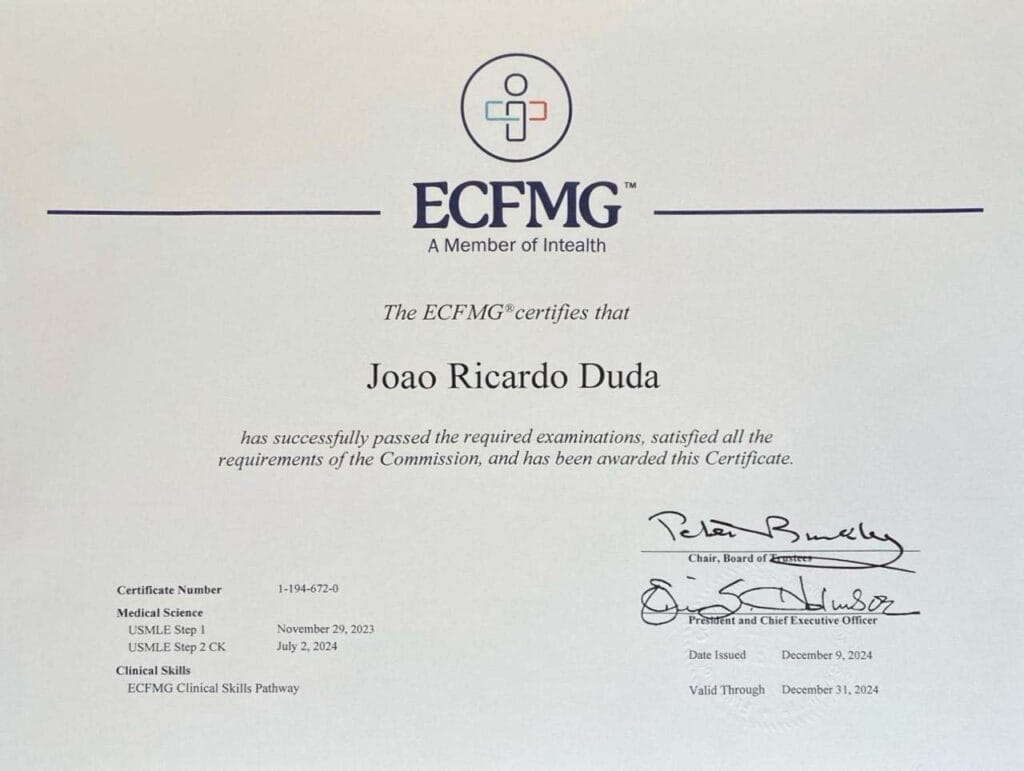 ECFMG™
A Member of Intealth
The ECFMG® certifies that
Joao Ricardo Duda
has successfully passed the required examinations, satisfied all the
requirements of the Commission, and has been awarded this Certificate.
Chair, Board of Trustees
President and Chief Executive Officer
Certificate Number 1-194-672-0
Medical Science
USMLE Step 1 November 29, 2023
USMLE Step 2 CK July 2, 2024
Clinical Skills
ECFMG Clinical Skills Pathway
Date Issued December 9, 2024
Valid Through December 31, 2024